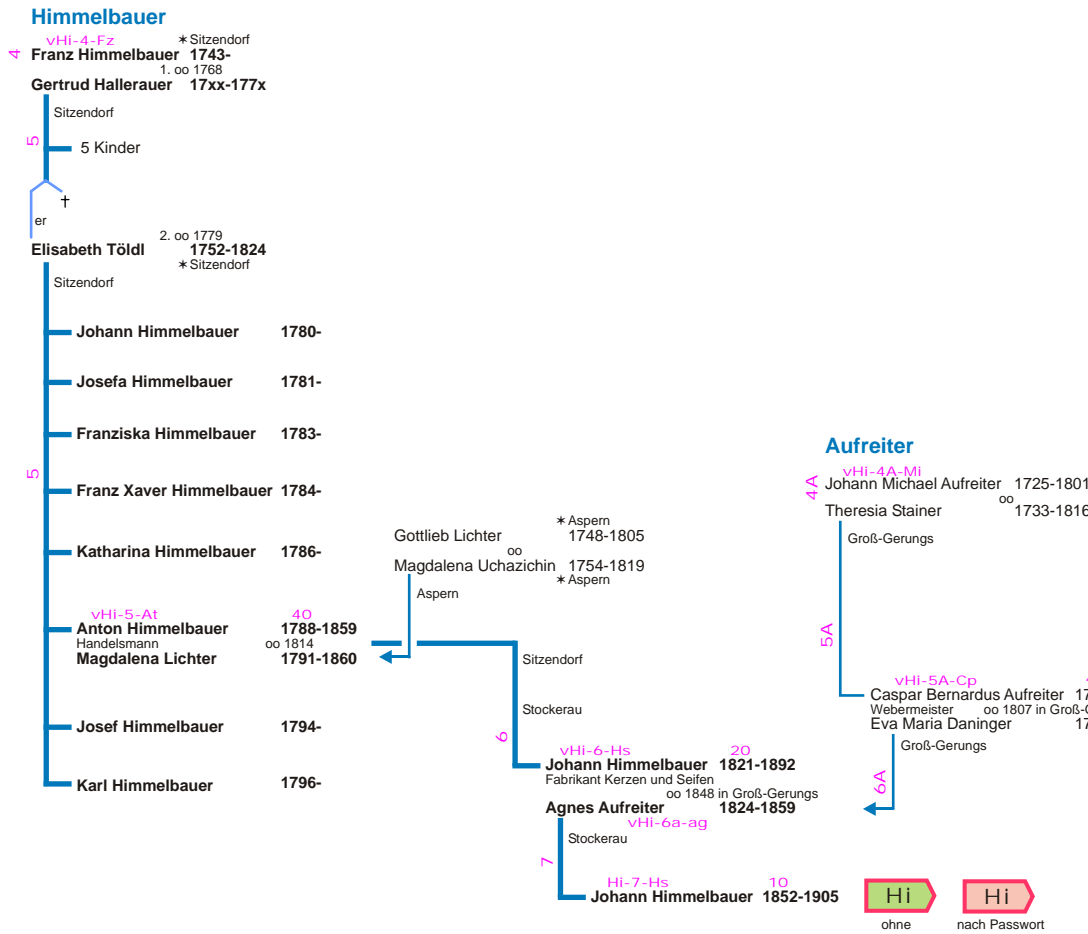 Himmelbauer
vHi-4-Fz
✶Sitzendorf
4
Franz Himmelbauer 1743-
1. oo 1768
Gertrud Hallerauer 17xx-177x
Sitzendorf
5
5 Kinder
†
er
2. oo 1779
Elisabeth Töldl 1752-1824
✶Sitzendorf
Sitzendorf
Johann Himmelbauer 1780-
Josefa Himmelbauer 1781-
Franziska Himmelbauer 1783-
5
Franz Xaver Himmelbauer 1784-
Katharina Himmelbauer 1786-
vHi-5-At 40
Anton Himmelbauer 1788-1859
Handelsmann oo 1814
Magdalena Lichter 1791-1860
Josef Himmelbauer 1794-
Karl Himmelbauer 1796-
✶Aspern
Gottlieb Lichter 1748-1805
oo
Magdalena Uchazichin 1754-1819
✶Aspern
Aspern
Sitzendorf
Stockerau
6
vHi-6-Hs 20
Johann Himmelbauer 1821-1892
Fabrikant Kerzen und Seifen
oo 1848 in Groß-Gerungs
Agnes Aufreiter 1824-1859
vHi-6a-ag
Stockerau
7
Hi-7-Hs 10
Johann Himmelbauer 1852-1905
Aufreiter
vHi-4A-Mi
4A
Johann Michael Aufreiter 1725-1801
oo
Theresia Stainer 1733-1816
Groß-Gerungs
5A
vHi-5A-Cp
Caspar Bernardus Aufreiter 17
Webermeister oo 1807 in Groß-
Eva Maria Daninger 17
Groß-Gerungs
6A
Hi
ohne
Hi
nach Passwort